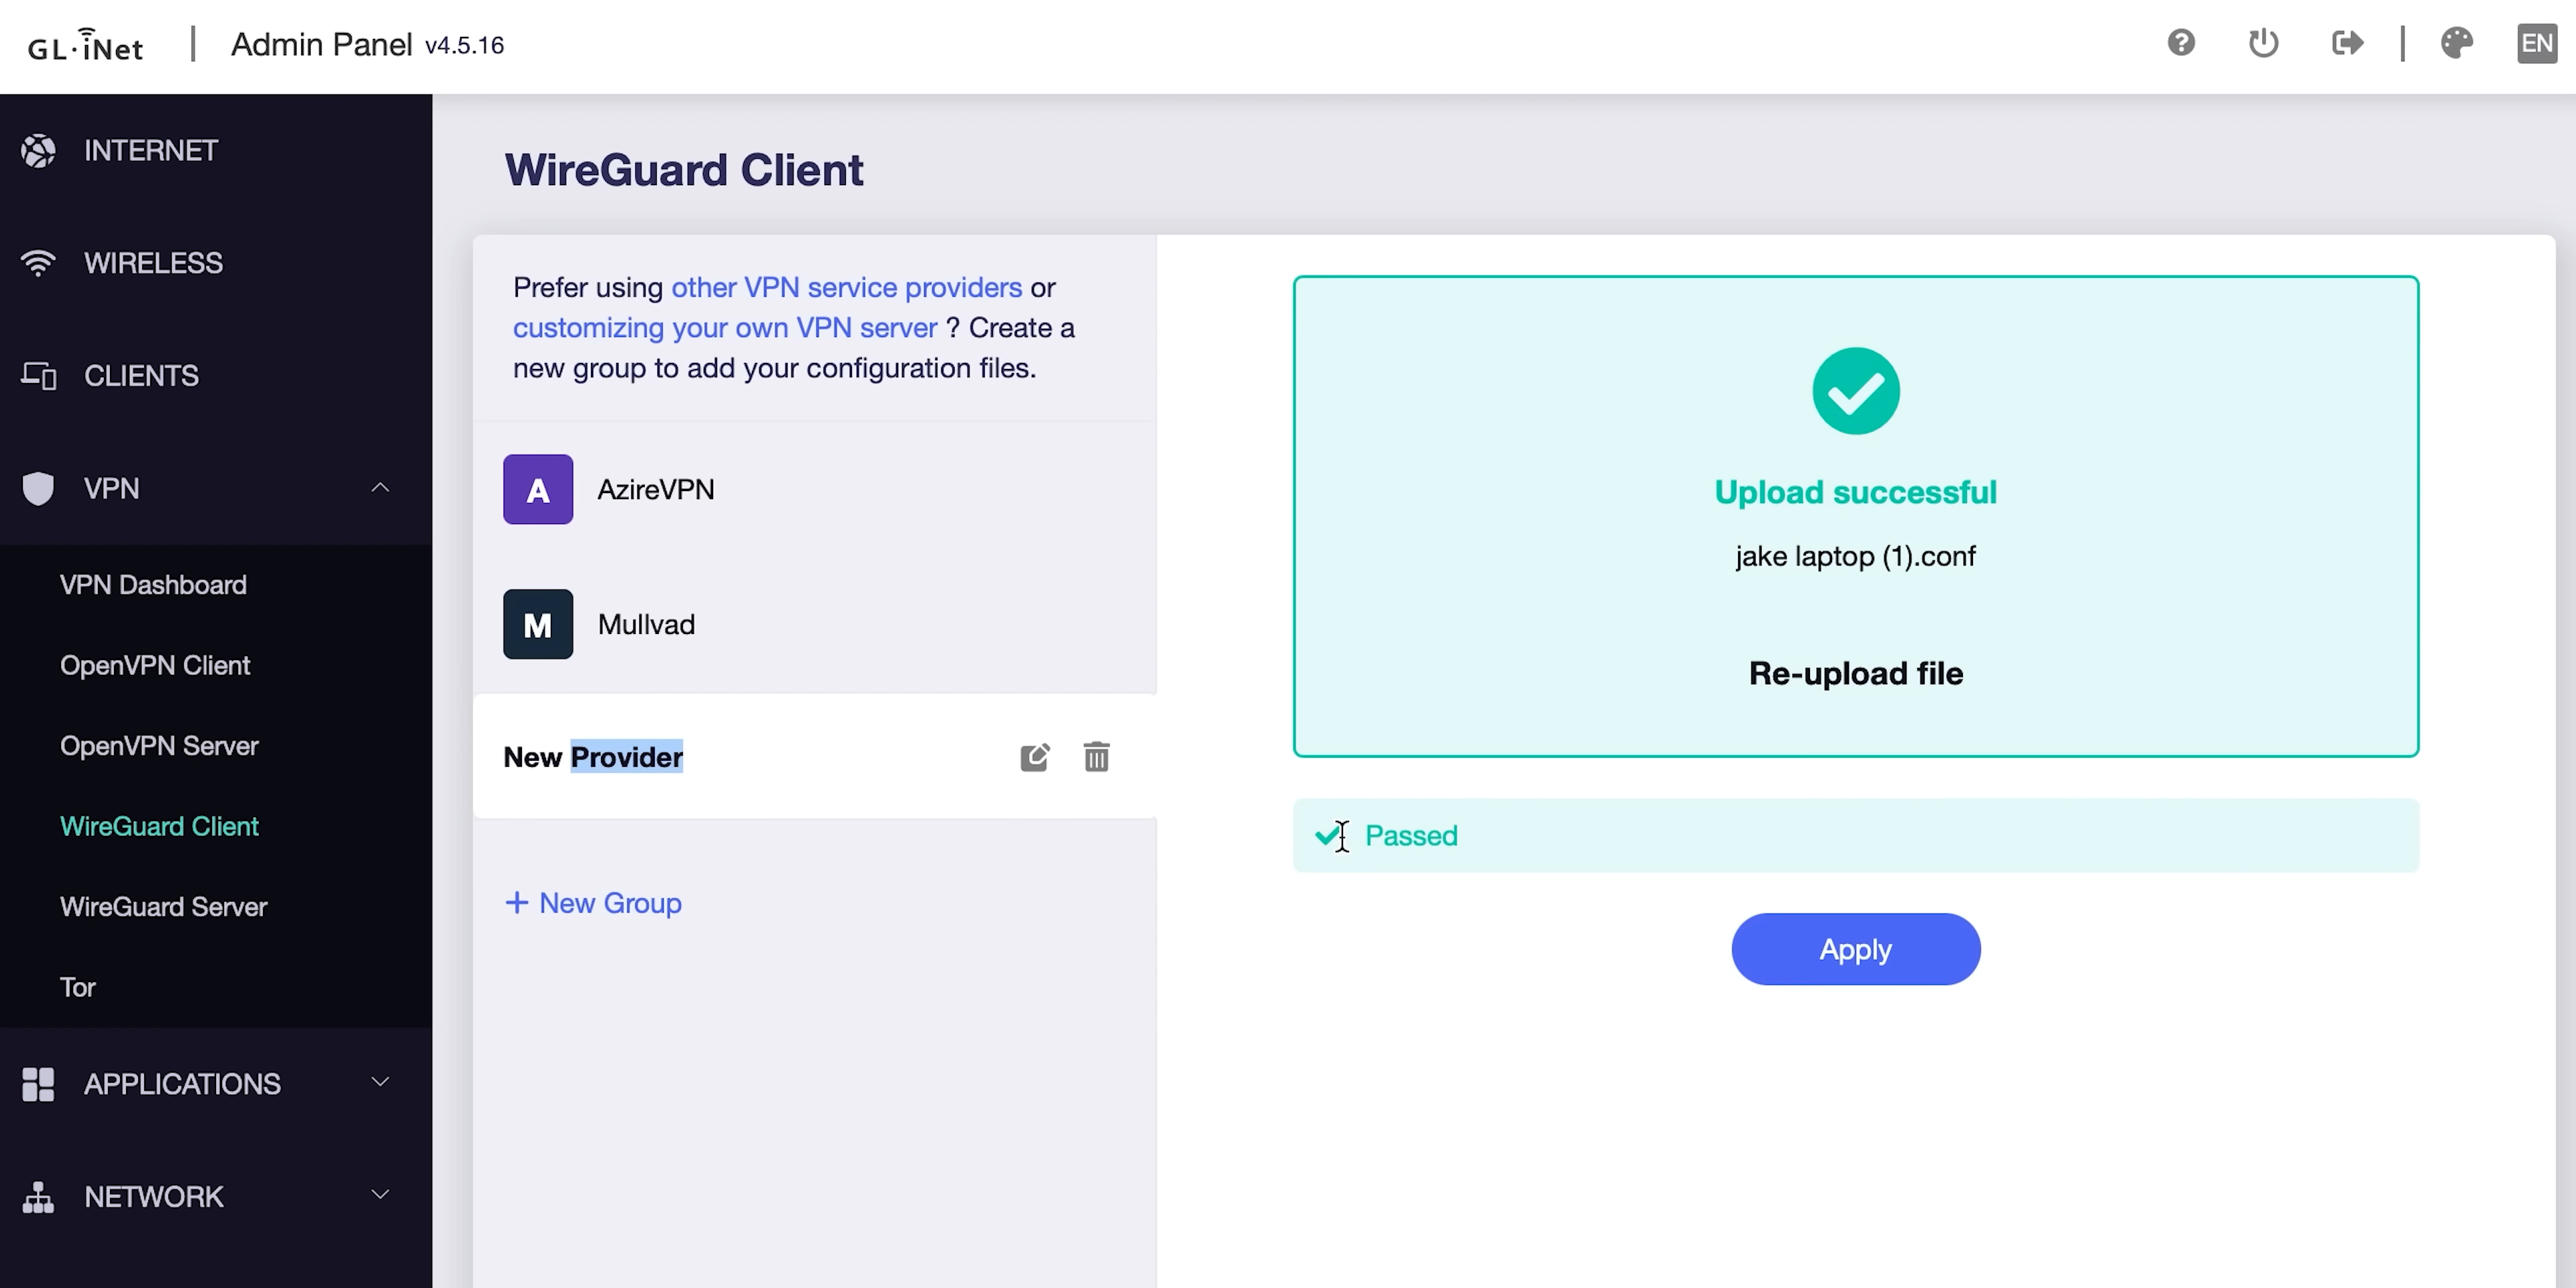 GL·iNet
Admin Panel v4.5.16
EN
INTERNET
WIRELESS
CLIENTS
VPN
VPN Dashboard
OpenVPN Client
OpenVPN Server
WireGuard Client
WireGuard Server
Tor
APPLICATIONS
NETWORK
WireGuard Client
Prefer using other VPN service providers or
customizing your own VPN server ? Create a
new group to add your configuration files.
A AzireVPN
M Mullvad
New Provider
+ New Group
Upload successful
jake laptop (1).conf
Re-upload file
Passed
Apply